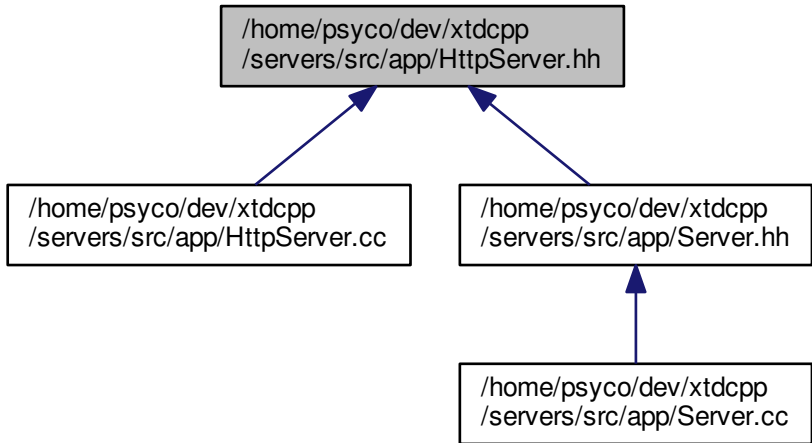 /home/psyco/dev/xtdcpp
/servers/src/app/HttpServer.hh
/home/psyco/dev/xtdcpp
/servers/src/app/HttpServer.cc
/home/psyco/dev/xtdcpp
/servers/src/app/Server.hh
/home/psyco/dev/xtdcpp
/servers/src/app/Server.cc